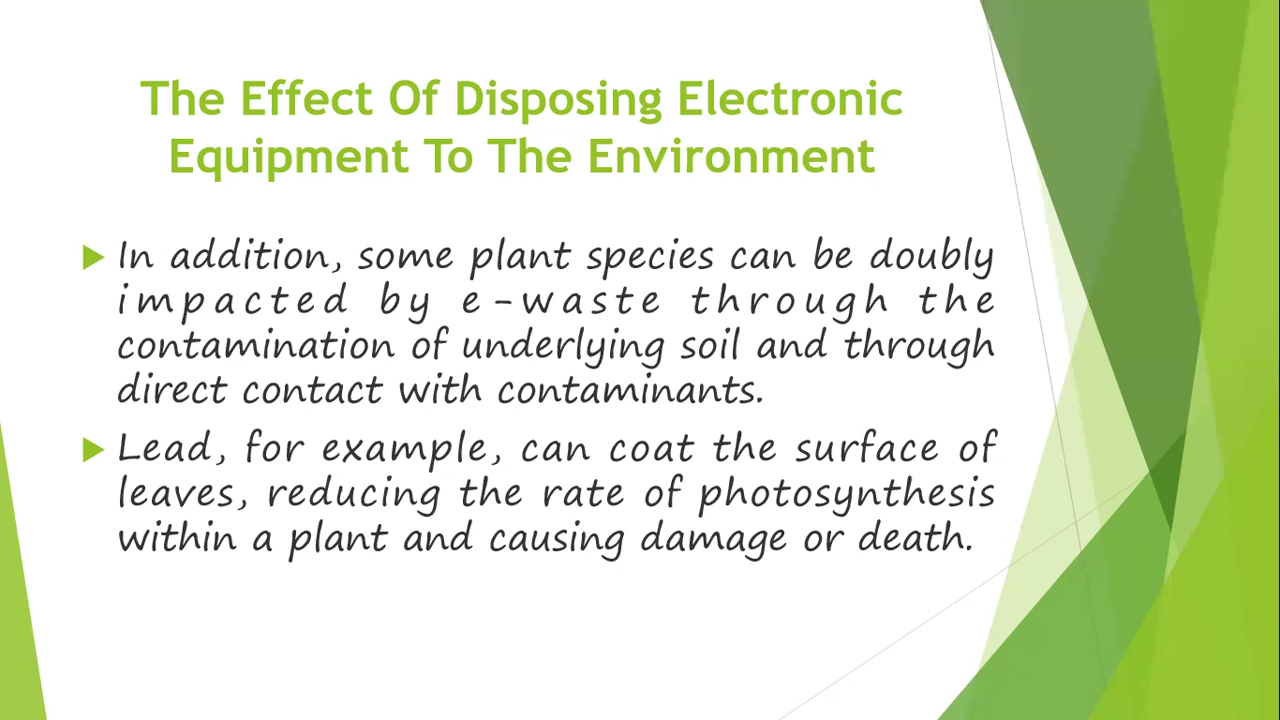 The Effect Of Disposing Electronic
Equipment To The Environment
In addition, some plant species can be doubly
impacted by e-waste through the
contamination of underlying soil and through
direct contact with contaminants.
Lead, for example, can coat the surface of
leaves, reducing the rate of photosynthesis
within a plant and causing damage or death.